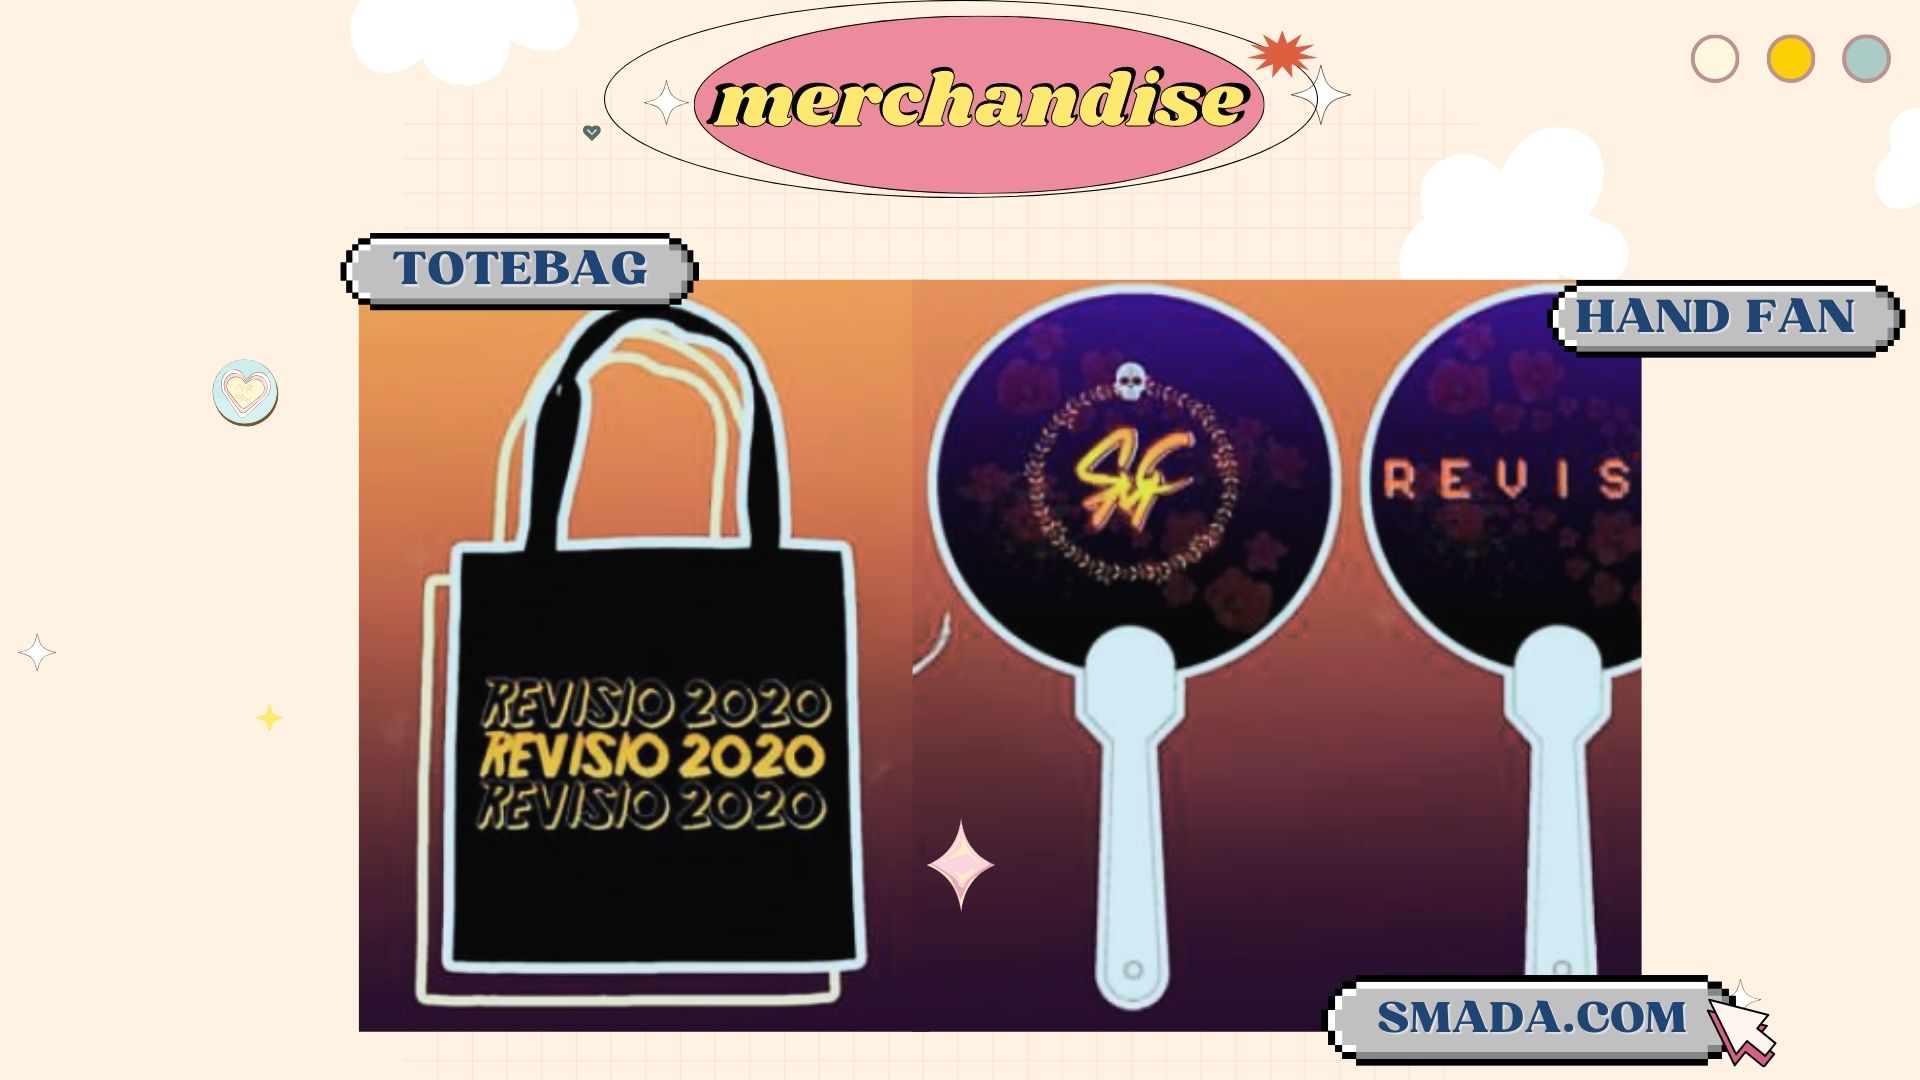 merchandise
TOTEBAG
HAND FAN
REVIS
REVISIO 2020
REVISIO 2020
REVISIO 2020
SMADA.COM